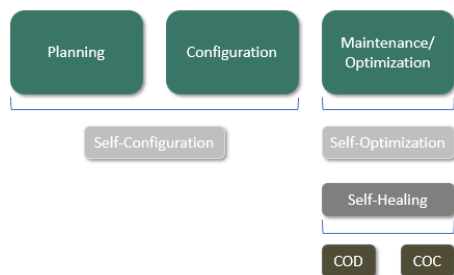 Planning
Configuration
Maintenance/
Optimization
Self-Configuration
Self-Optimization
Self-Healing
COD
COC